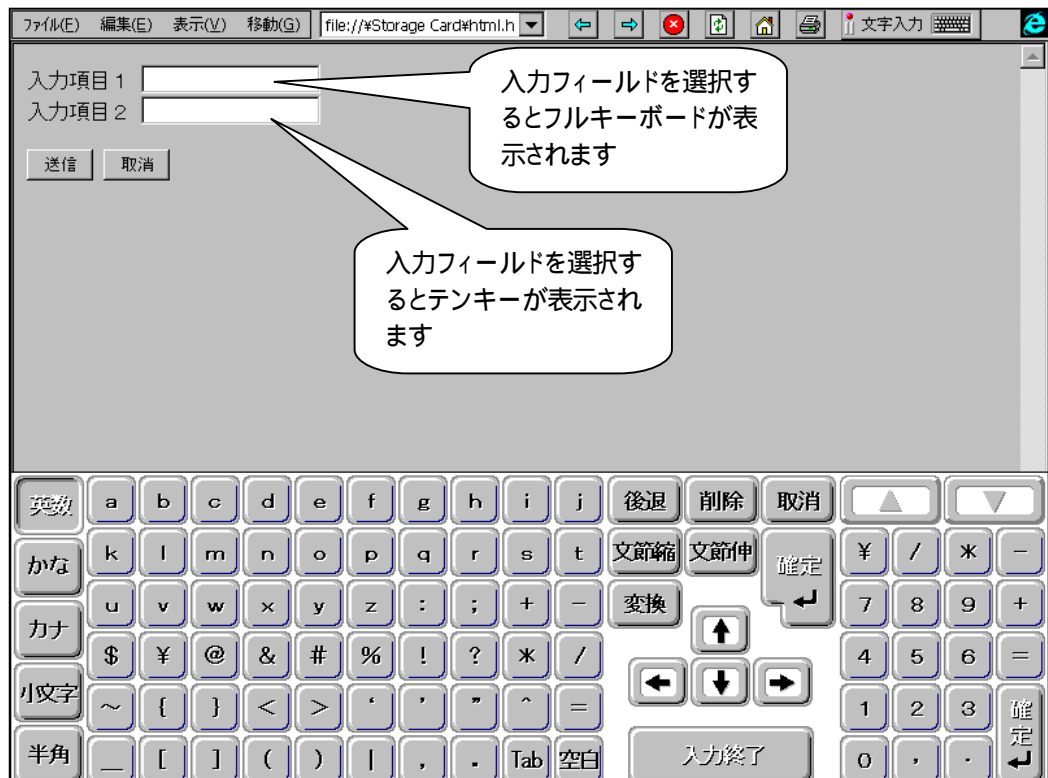 ファイル(F) 編集(E) 表示(V) 移動(G) file://¥Storage Card¥html.h 文字入力
入力項目1
入力項目2
送信 取消
入力フィールドを選択す
るとフルキーボードが表
示されます
入力フィールドを選択す
るとテンキーが表示され
ます
英数 a b c d e f g h i j 後退 削除 取消
かな k l m n o p q r s t 文節縮 文節伸 確定 ¥ / * -
カナ u v w x y z : ; + - 変換 7 8 9 +
$ ¥ @ & # % ! ? * / 4 5 6 =
小文字 ~ { } < > ‘ ’ ” ^ = 1 2 3 確定
半角 _ [ ] ( ) | , . Tab 空白 入力終了 0 , .